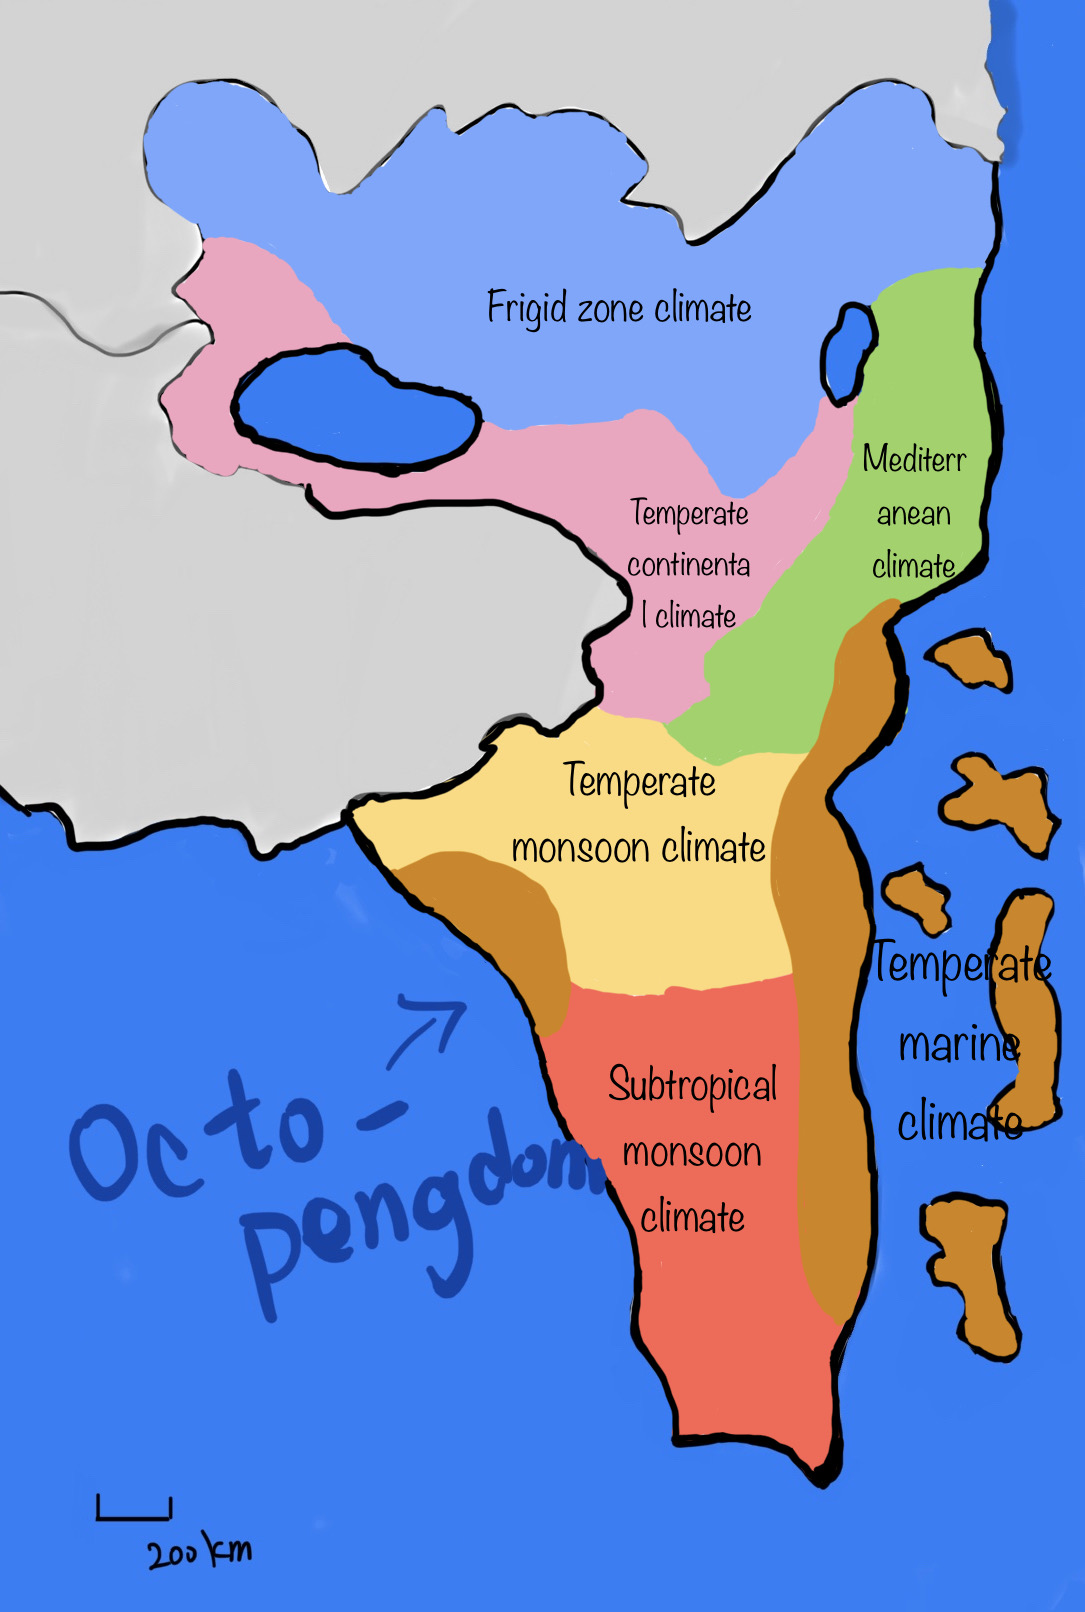 Frigid zone climate
Mediterr
anean
climate
Temperate
continenta
l climate
Temperate
monsoon climate
Temperate
marine
climate
Subtropical
monsoon
climate
Octo-
pengdom
200km